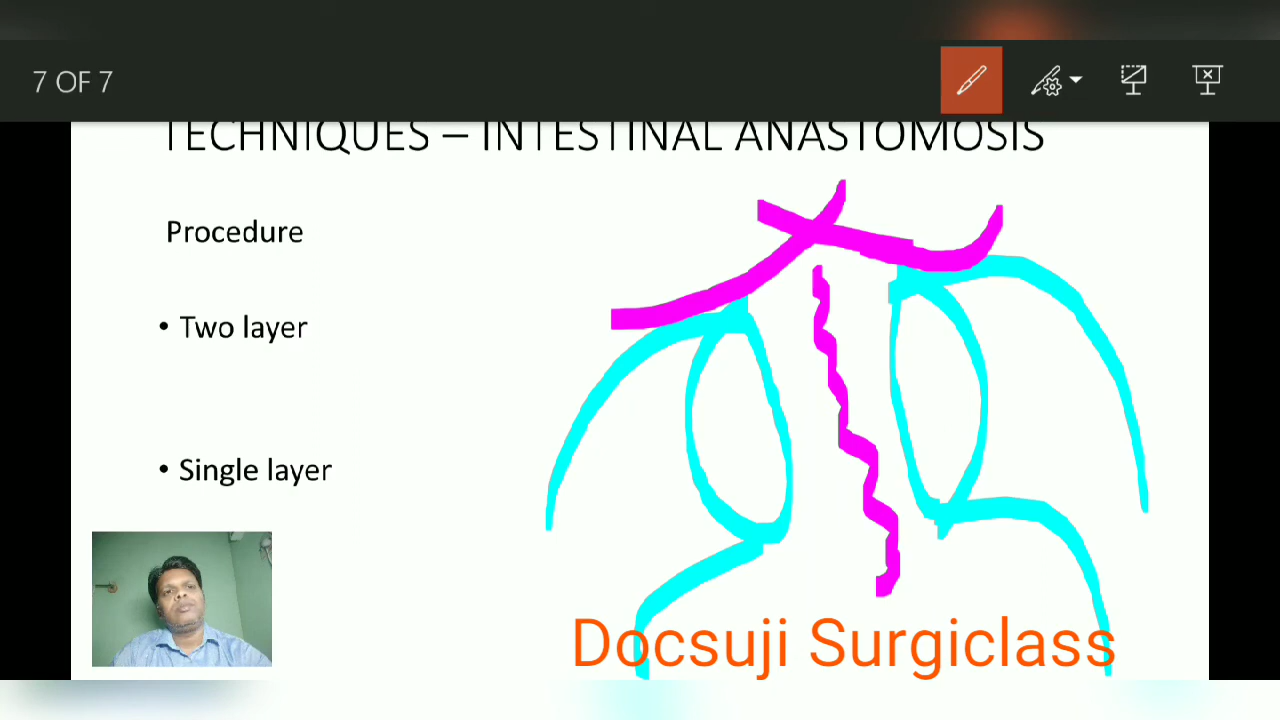 7 OF 7
TECHNIQUES – INTESTINAL ANASTOMOSIS
Procedure
• Two layer
• Single layer
Docsuji Surgiclass